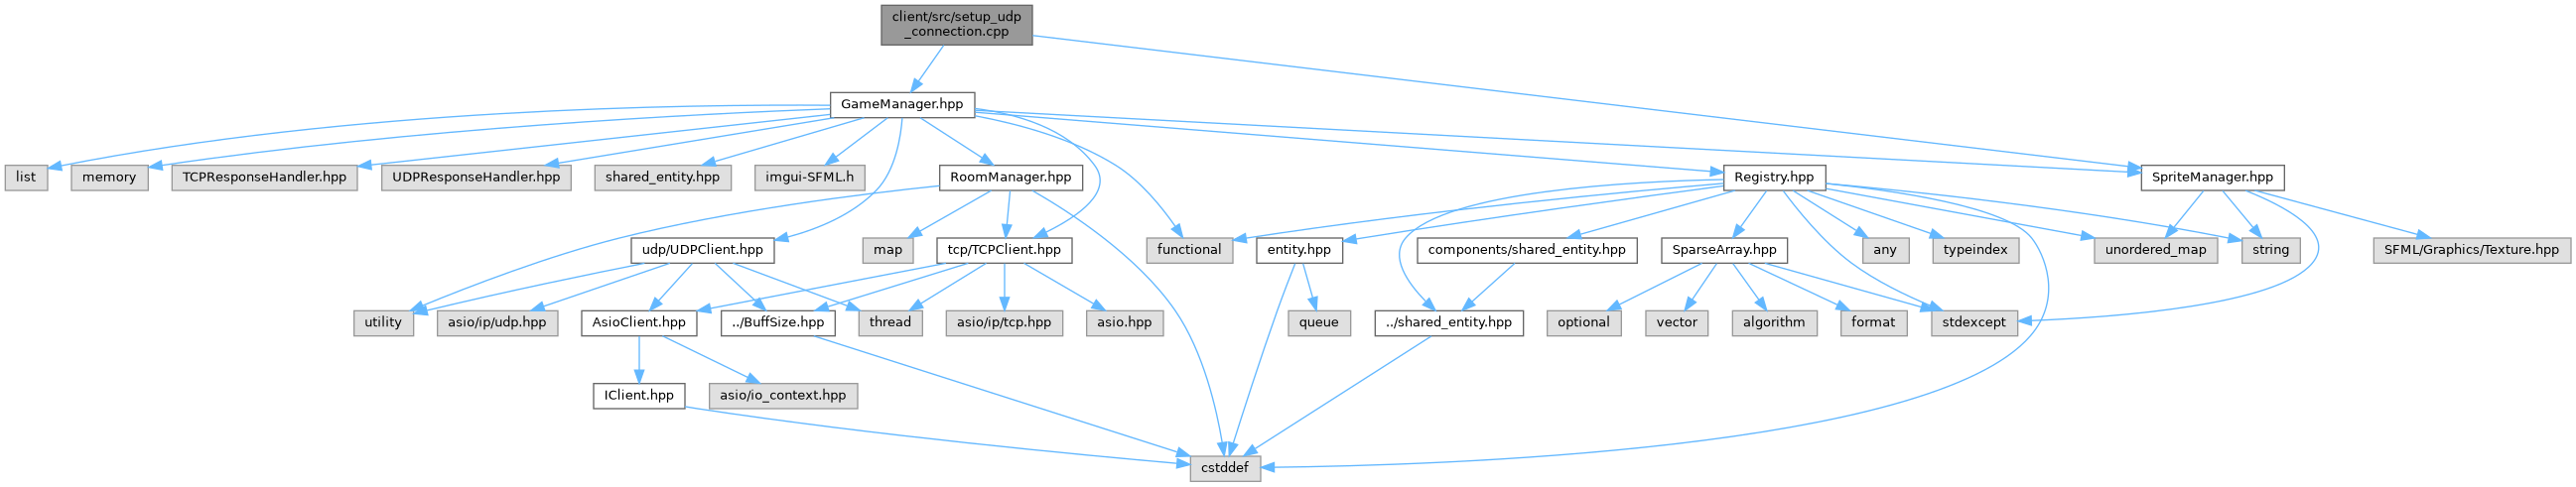 client/src/setup_udp
_connection.cpp
GameManager.hpp
list
memory
TCPResponseHandler.hpp
UDPResponseHandler.hpp
shared_entity.hpp
imgui-SFML.h
RoomManager.hpp
Registry.hpp
SpriteManager.hpp
udp/UDPClient.hpp
map
tcp/TCPClient.hpp
functional
entity.hpp
components/shared_entity.hpp
SparseArray.hpp
any
typeindex
unordered_map
string
SFML/Graphics/Texture.hpp
utility
asio/ip/udp.hpp
AsioClient.hpp
../BuffSize.hpp
thread
asio/ip/tcp.hpp
asio.hpp
queue
../shared_entity.hpp
optional
vector
algorithm
format
stdexcept
IClient.hpp
asio/io_context.hpp
cstddef